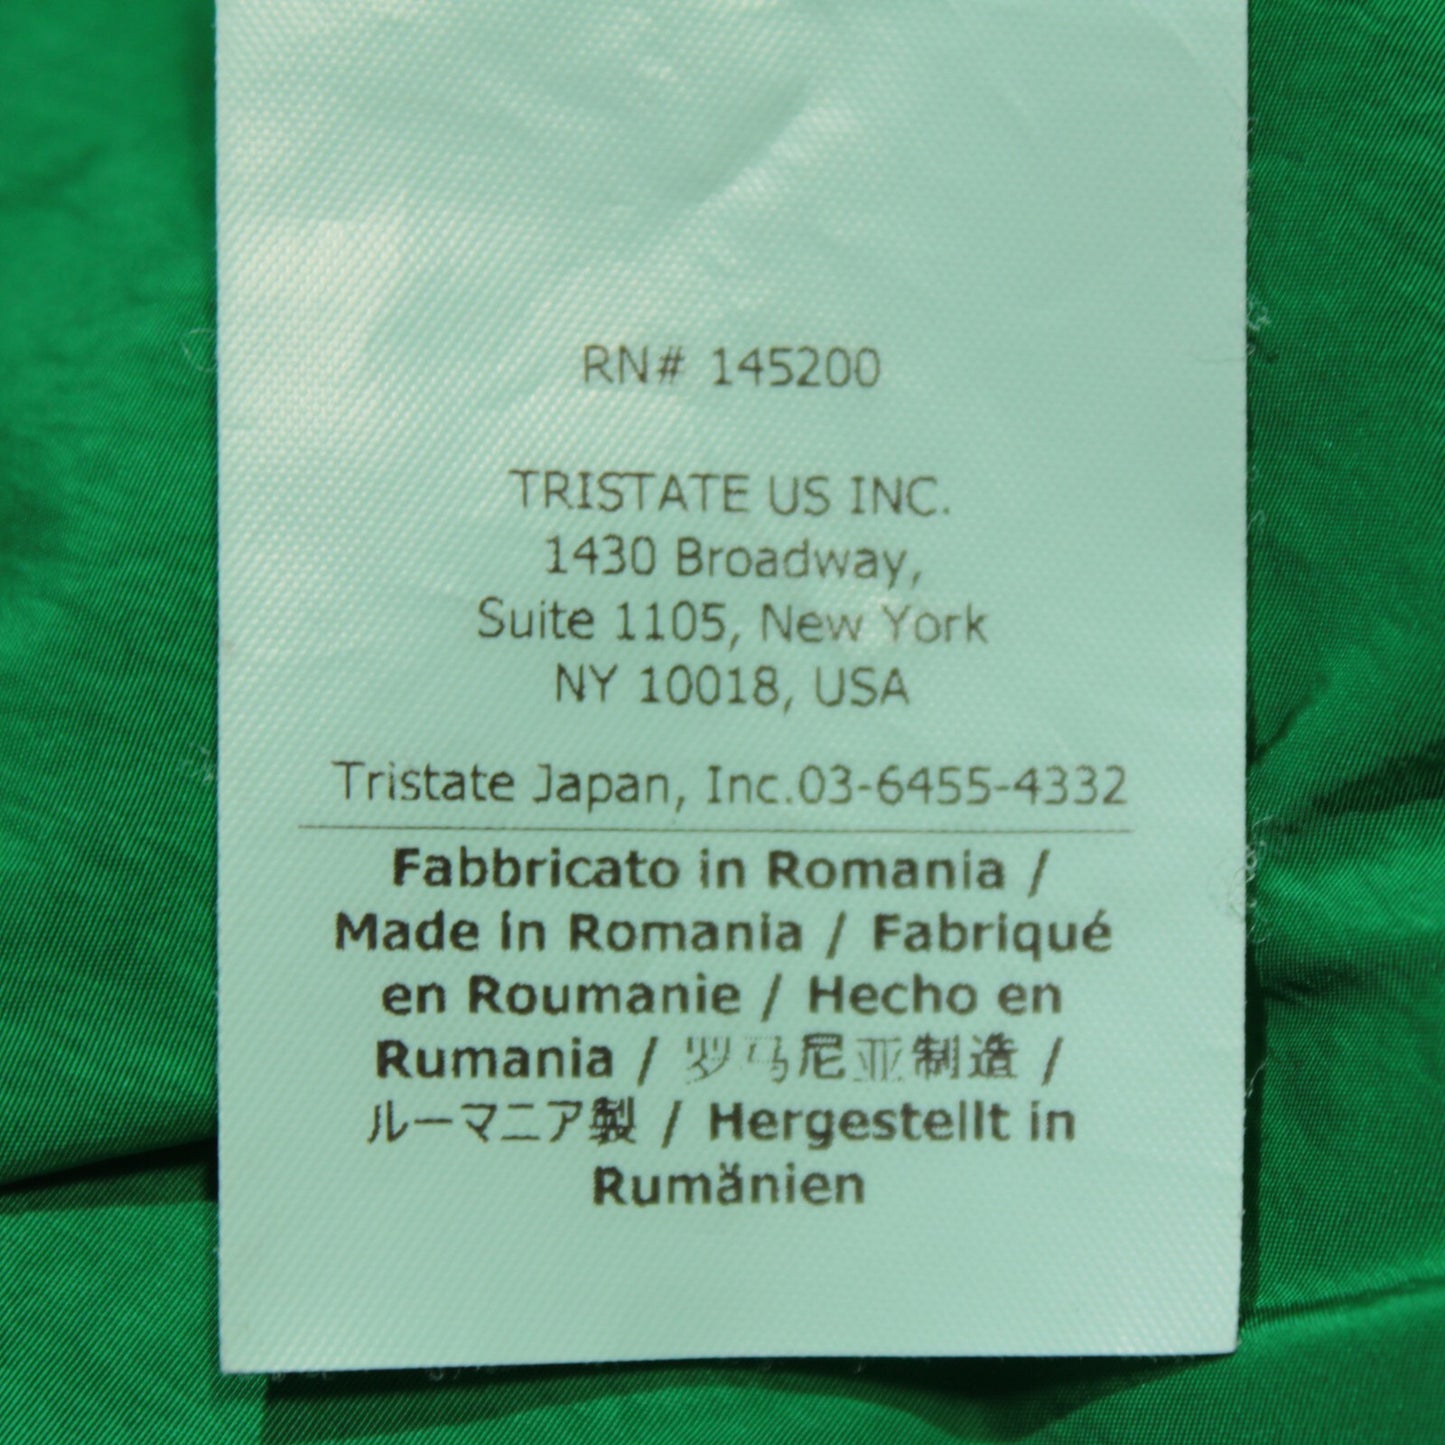 RN# 145200
TRISTATE US INC.
1430 Broadway,
Suite 1105, New York
NY 10018, USA
Tristate Japan, Inc.03-6455-4332
Fabbricato in Romania /
Made in Romania / Fabriqué
en Roumanie / Hecho en
Rumania / 罗马尼亚制造 /
ルーマニア製 / Hergestellt in
Rumänien